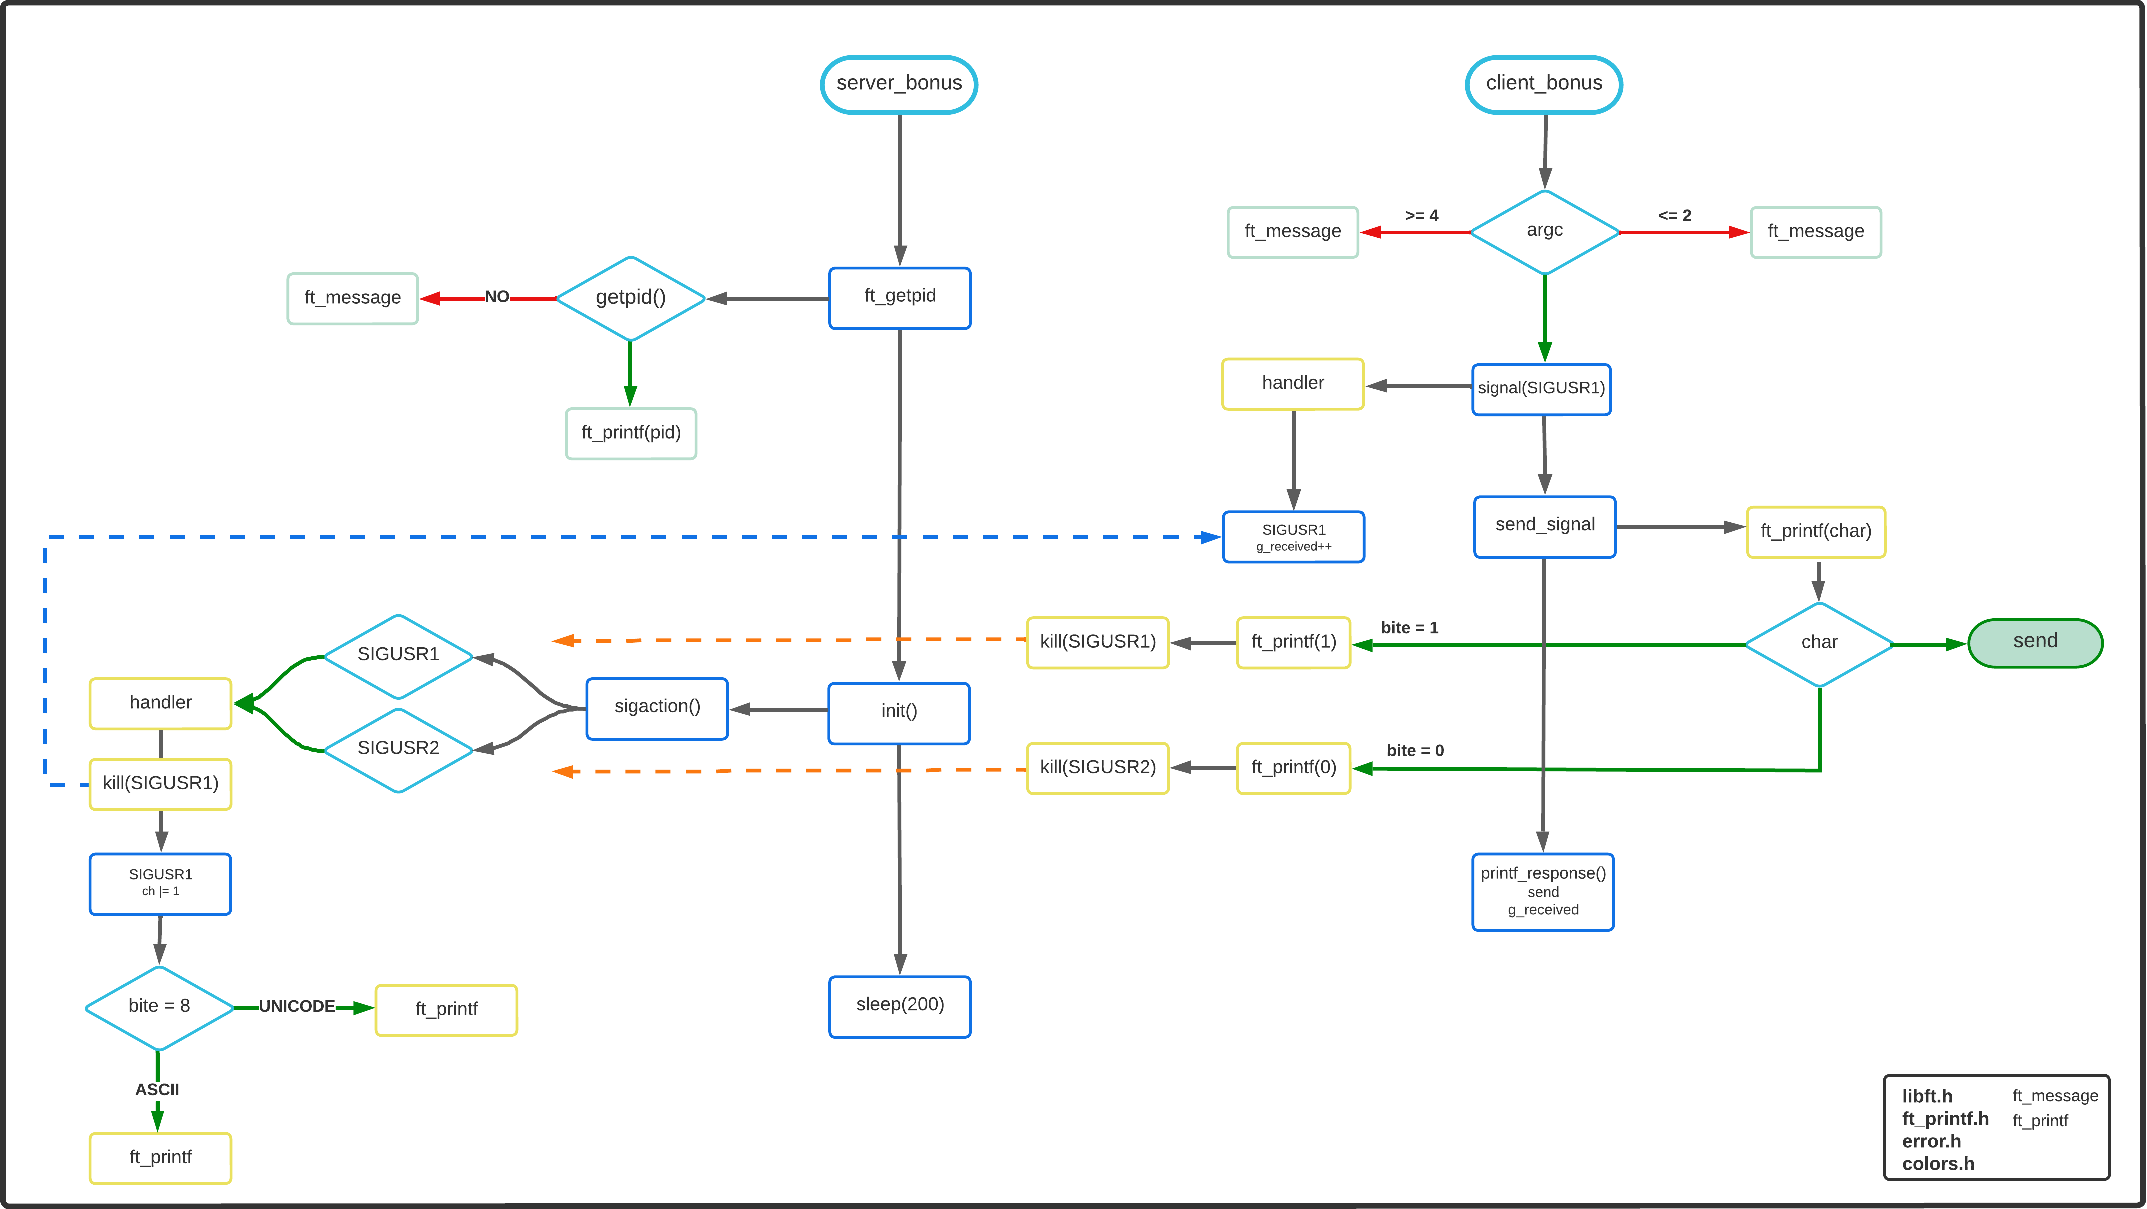 server_bonus
client_bonus
>= 4
<= 2
ft_message
argc
ft_message
ft_message
NO
getpid()
ft_getpid
ft_printf(pid)
handler
signal(SIGUSR1)
SIGUSR1
g_received++
send_signal
ft_printf(char)
SIGUSR1
kill(SIGUSR1)
ft_printf(1)
bite = 1
char
send
handler
sigaction()
init()
SIGUSR2
kill(SIGUSR2)
ft_printf(0)
bite = 0
kill(SIGUSR1)
SIGUSR1
ch |= 1
printf_response()
send
g_received
bite = 8
UNICODE
ft_printf
sleep(200)
ASCII
ft_printf
libft.h
ft_message
ft_printf.h
ft_printf
error.h
colors.h